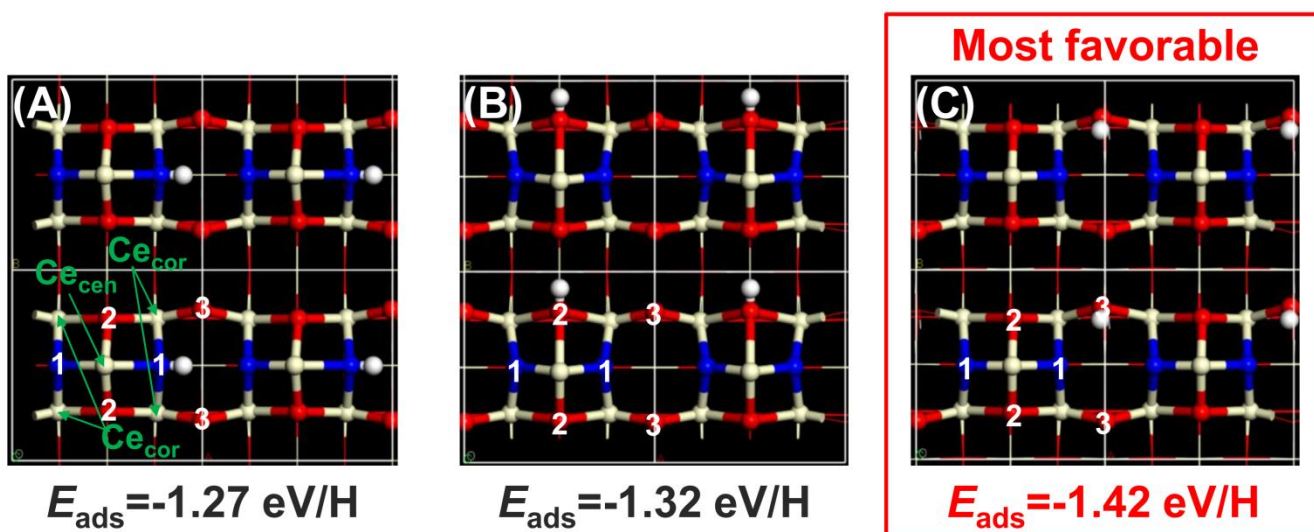 Most favorable
(A)
(B)
(C)
Ce_cen
Ce_cor
2
3
1
1
2
3
Ce_cor
2
3
1
1
2
3
2
3
1
1
2
3
E_ads=-1.27 eV/H
E_ads=-1.32 eV/H
E_ads=-1.42 eV/H